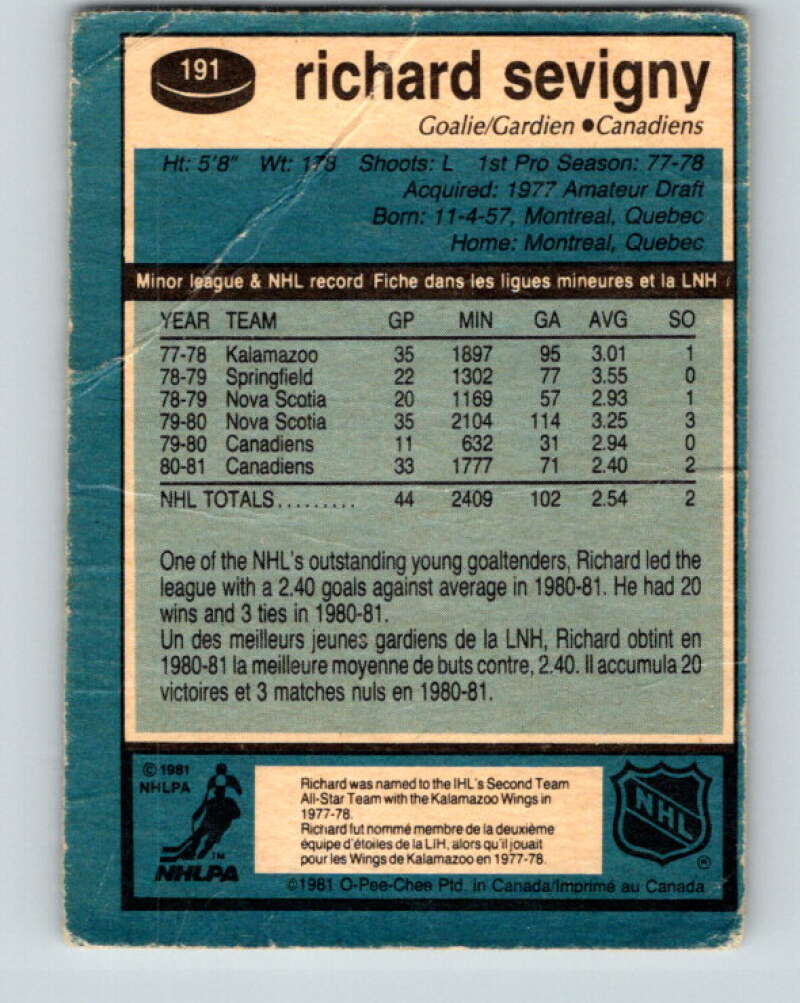 191
richard sevigny
Goalie/Gardien ●Canadiens
Ht: 5'8" Wt: 178 Shoots: L 1st Pro Season: 77-78
Acquired: 1977 Amateur Draft
Born: 11-4-57, Montreal, Quebec
Home: Montreal, Quebec
Minor league & NHL record Fiche dans les ligues mineures et la LNH
YEAR TEAM GP MIN GA AVG SO
77-78 Kalamazoo 35 1897 95 3.01 1
78-79 Springfield 22 1302 77 3.55 0
78-79 Nova Scotia 20 1169 57 2.93 1
79-80 Nova Scotia 35 2104 114 3.25 3
79-80 Canadiens 11 632 31 2.94 0
80-81 Canadiens 33 1777 71 2.40 2
NHL TOTALS......... 44 2409 102 2.54 2
One of the NHL's outstanding young goaltenders, Richard led the
league with a 2.40 goals against average in 1980-81. He had 20
wins and 3 ties in 1980-81.
Un des meilleurs jeunes gardiens de la LNH, Richard obtint en
1980-81 la meilleure moyenne de buts contre, 2.40. Il accumula 20
victoires et 3 matches nuls en 1980-81.
©1981
NHLPA
TM
NHLPA
Richard was named to the IHL's Second Team
All-Star Team with the Kalamazoo Wings in
1977-78.
Richard fut nommé membre de la deuxième
équipe d'étoiles de la LIH, alors qu'il jouait
pour les Wings de Kalamazoo en 1977-78.
NHL
®
©1981 O-Pee-Chee Ptd. in Canada/Imprimé au Canada